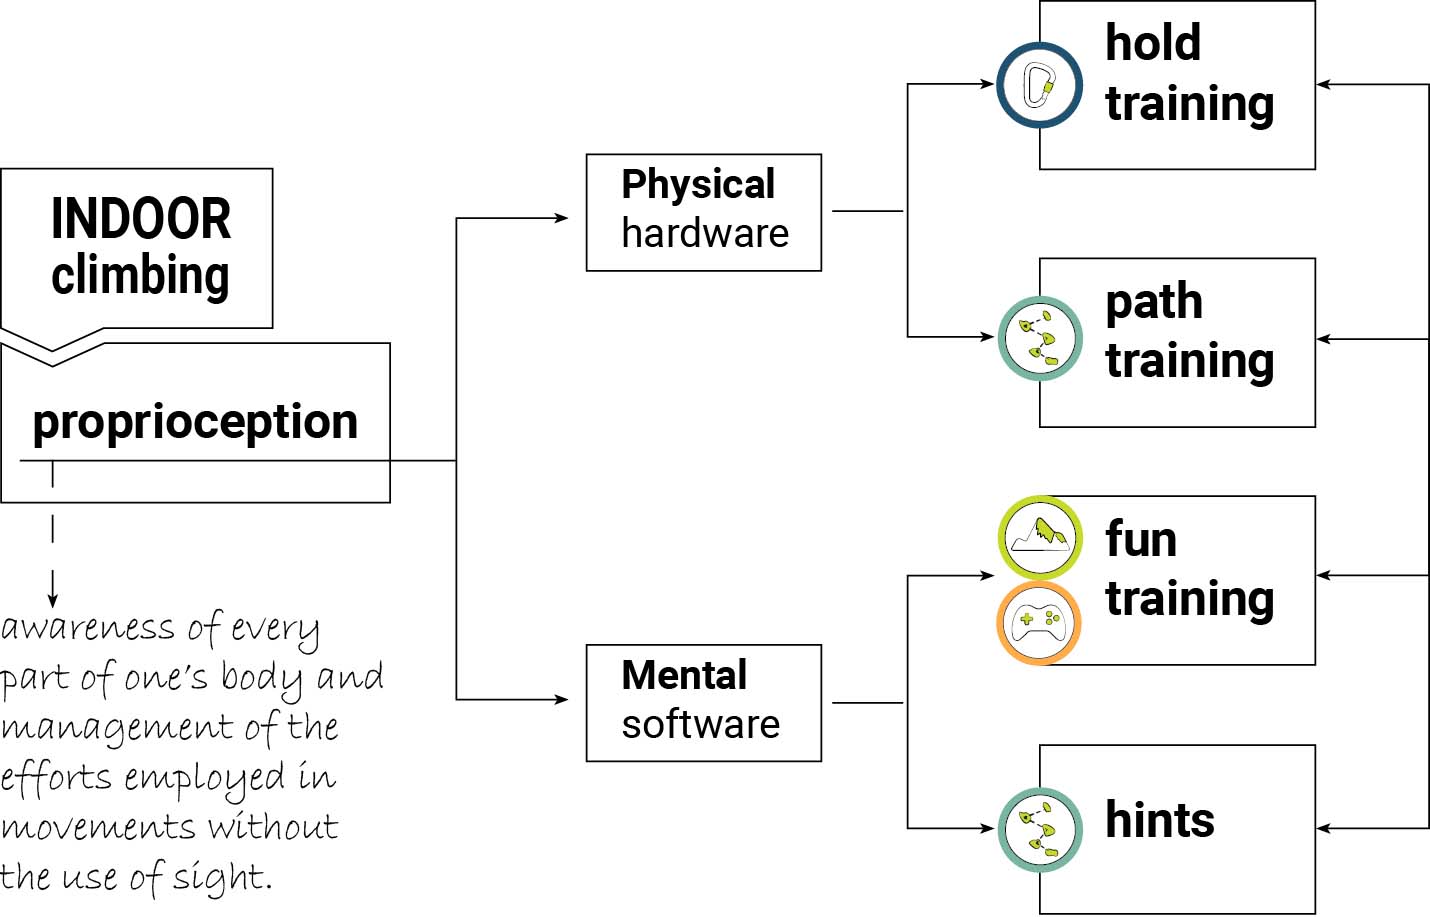 INDOOR
climbing
proprioception
awareness of every
part of one's body and
management of the
efforts employed in
movements without
the use of sight.
Physical
hardware
Mental
software
hold
training
path
training
fun
training
hints